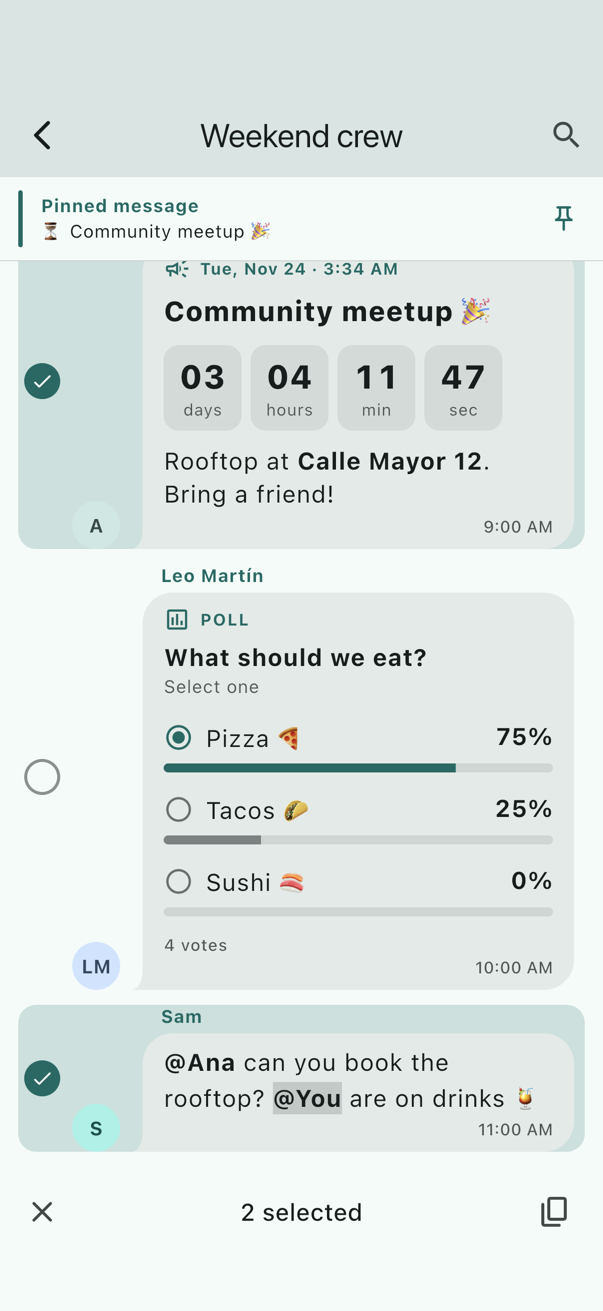 Weekend crew
Pinned message
⏳ Community meetup 🎉
Tue, Nov 24 · 3:34 AM
Community meetup 🎉
03 04 11 47
days hours min sec
Rooftop at Calle Mayor 12.
Bring a friend!
A
9:00 AM
Leo Martín
POLL
What should we eat?
Select one
Pizza 🍕 75%
Tacos 🌮 25%
Sushi 🍣 0%
4 votes
LM
10:00 AM
Sam
@Ana can you book the
rooftop? @You are on drinks 🍹
S
11:00 AM
2 selected